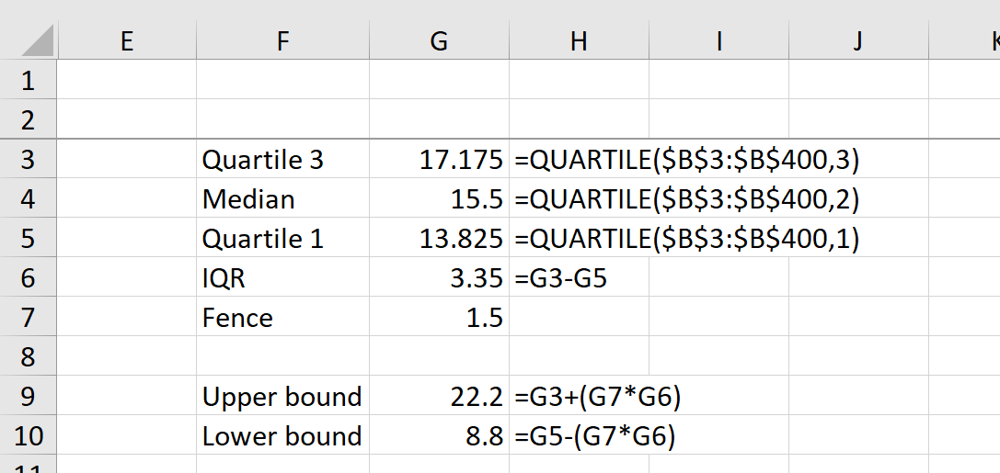 E F G H I J K
1
2
3 Quartile 3 17.175 =QUARTILE($B$3:$B$400,3)
4 Median 15.5 =QUARTILE($B$3:$B$400,2)
5 Quartile 1 13.825 =QUARTILE($B$3:$B$400,1)
6 IQR 3.35 =G3-G5
7 Fence 1.5
8
9 Upper bound 22.2 =G3+(G7*G6)
10 Lower bound 8.8 =G5-(G7*G6)
11